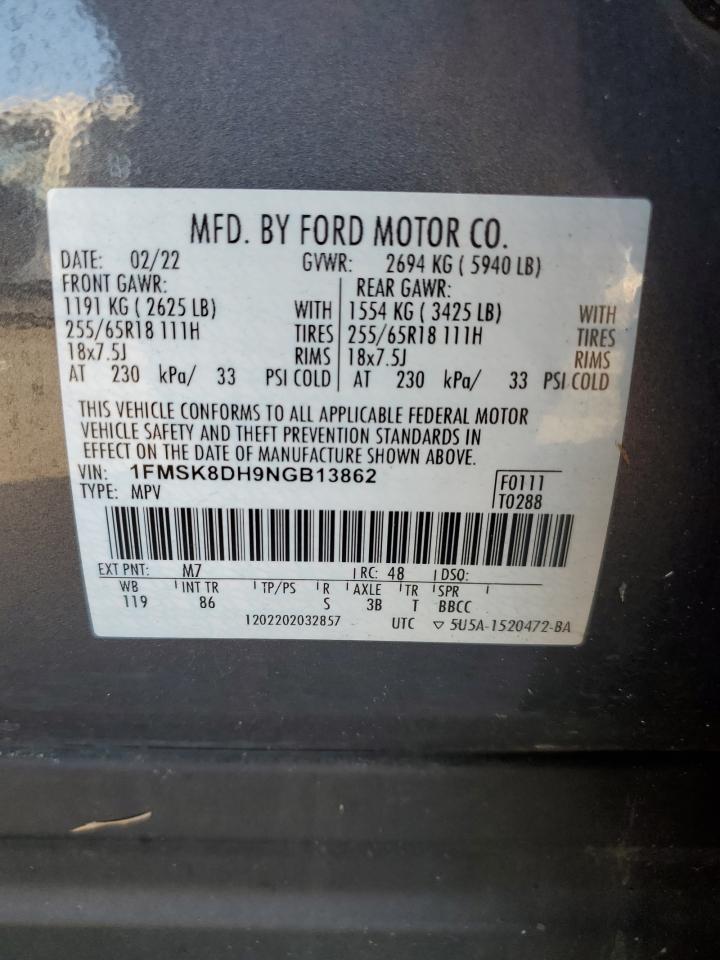 MFD. BY FORD MOTOR CO.
DATE: 02/22 GVWR: 2694 KG ( 5940 LB)
FRONT GAWR: REAR GAWR:
1191 KG ( 2625 LB) WITH 1554 KG ( 3425 LB) WITH
255/65R18 111H TIRES 255/65R18 111H TIRES
18x7.5J RIMS 18x7.5J RIMS
AT 230 kPa/ 33 PSI COLD AT 230 kPa/ 33 PSI COLD
THIS VEHICLE CONFORMS TO ALL APPLICABLE FEDERAL MOTOR
VEHICLE SAFETY AND THEFT PREVENTION STANDARDS IN
EFFECT ON THE DATE OF MANUFACTURE SHOWN ABOVE.
VIN: 1FMSK8DH9NGB13862 F0111
TYPE: MPV T0288
EXT PNT: M7 RC: 48 DSO:
WB INT TR TP/PS R AXLE TR SPR
119 86 S 3B T BBCC
1202202032857 UTC ▽ 5U5A-1520472-BA